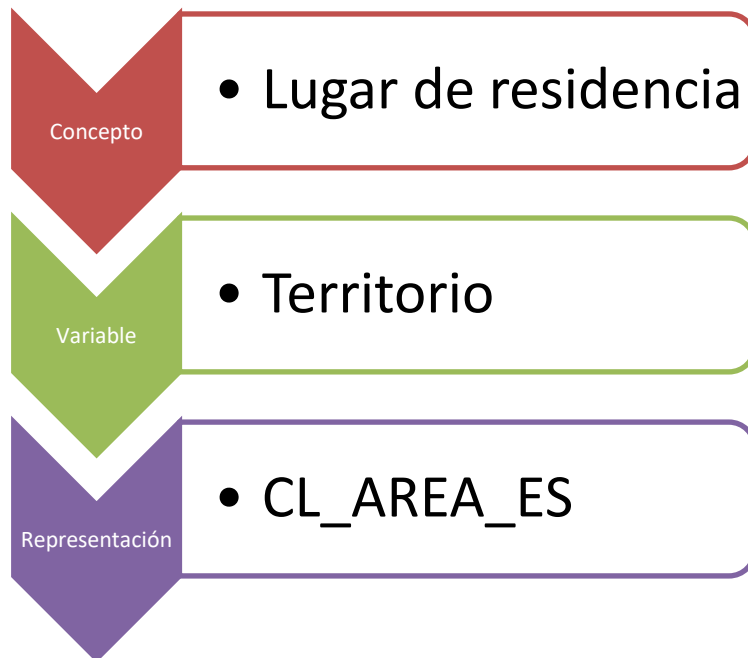 Concepto
• Lugar de residencia
Variable
• Territorio
Representación
• CL_AREA_ES